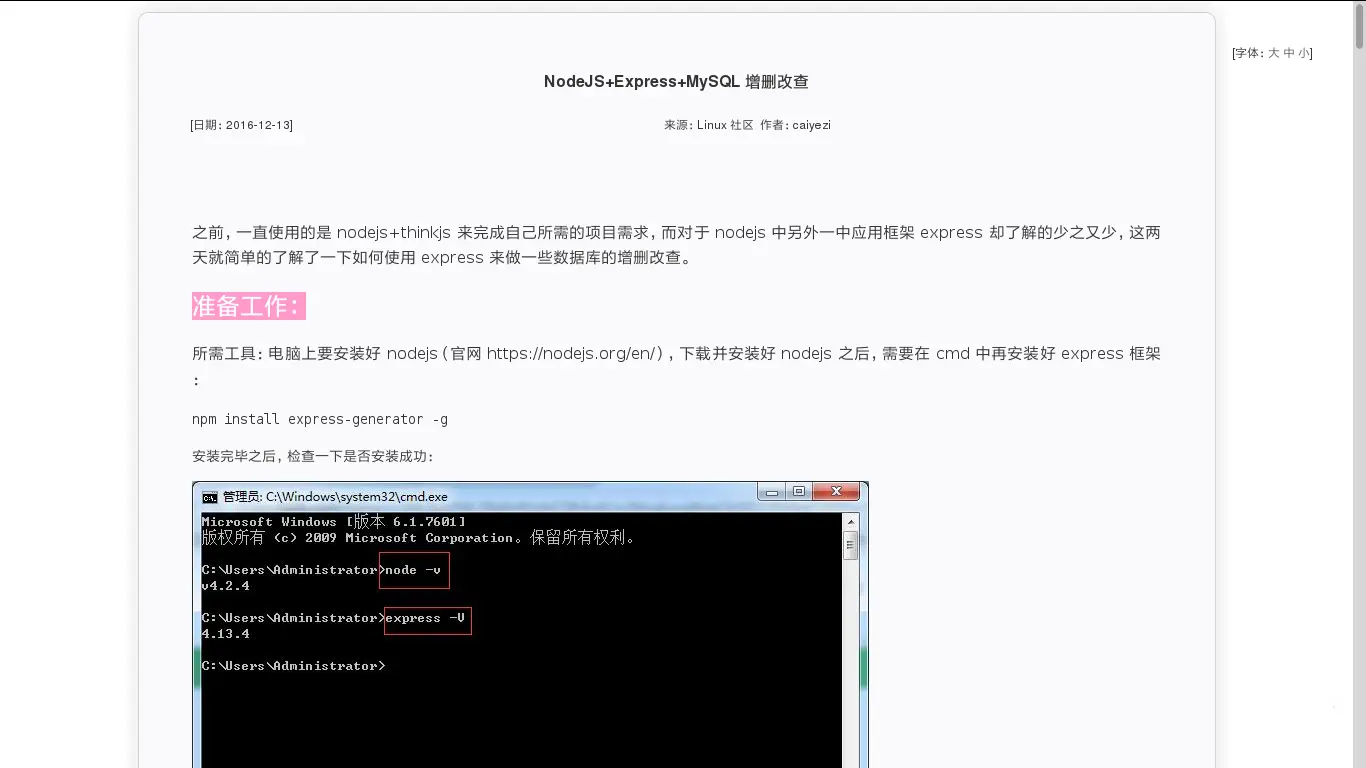 [字体: 大 中 小]
NodeJS+Express+MySQL 增删改查
[日期: 2016-12-13] 来源: Linux 社区 作者: caiyezi
之前，一直使用的是 nodejs+thinkjs 来完成自己所需的项目需求，而对于 nodejs 中另外一中应用框架 express 却了解的少之又少，这两
天就简单的了解了一下如何使用 express 来做一些数据库的增删改查。
准备工作：
所需工具：电脑上要安装好 nodejs（官网 https://nodejs.org/en/），下载并安装好 nodejs 之后，需要在 cmd 中再安装好 express 框架
：
npm install express-generator -g
安装完毕之后，检查一下是否安装成功：
管理员: C:\Windows\system32\cmd.exe
Microsoft Windows [版本 6.1.7601]
版权所有 (c) 2009 Microsoft Corporation。保留所有权利。
C:\Users\Administrator>node -v
v4.2.4
C:\Users\Administrator>express -V
4.13.4
C:\Users\Administrator>